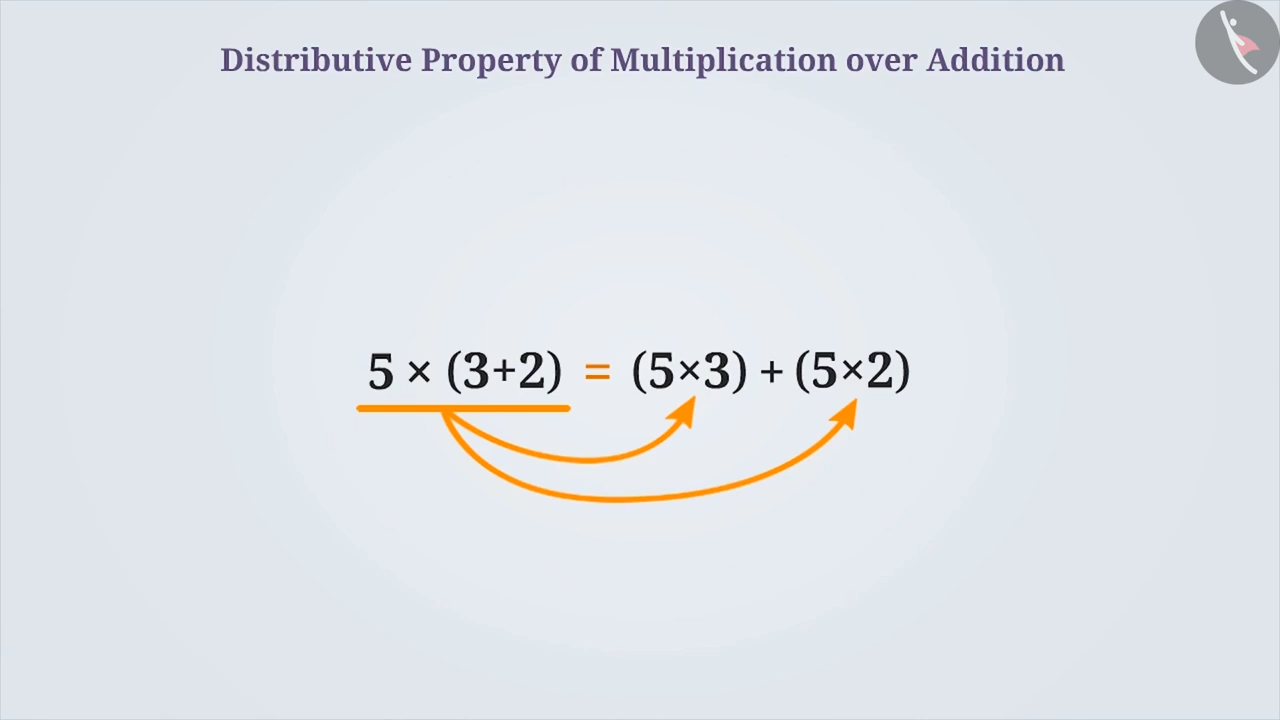 Distributive Property of Multiplication over Addition
5 × (3+2) = (5×3) + (5×2)